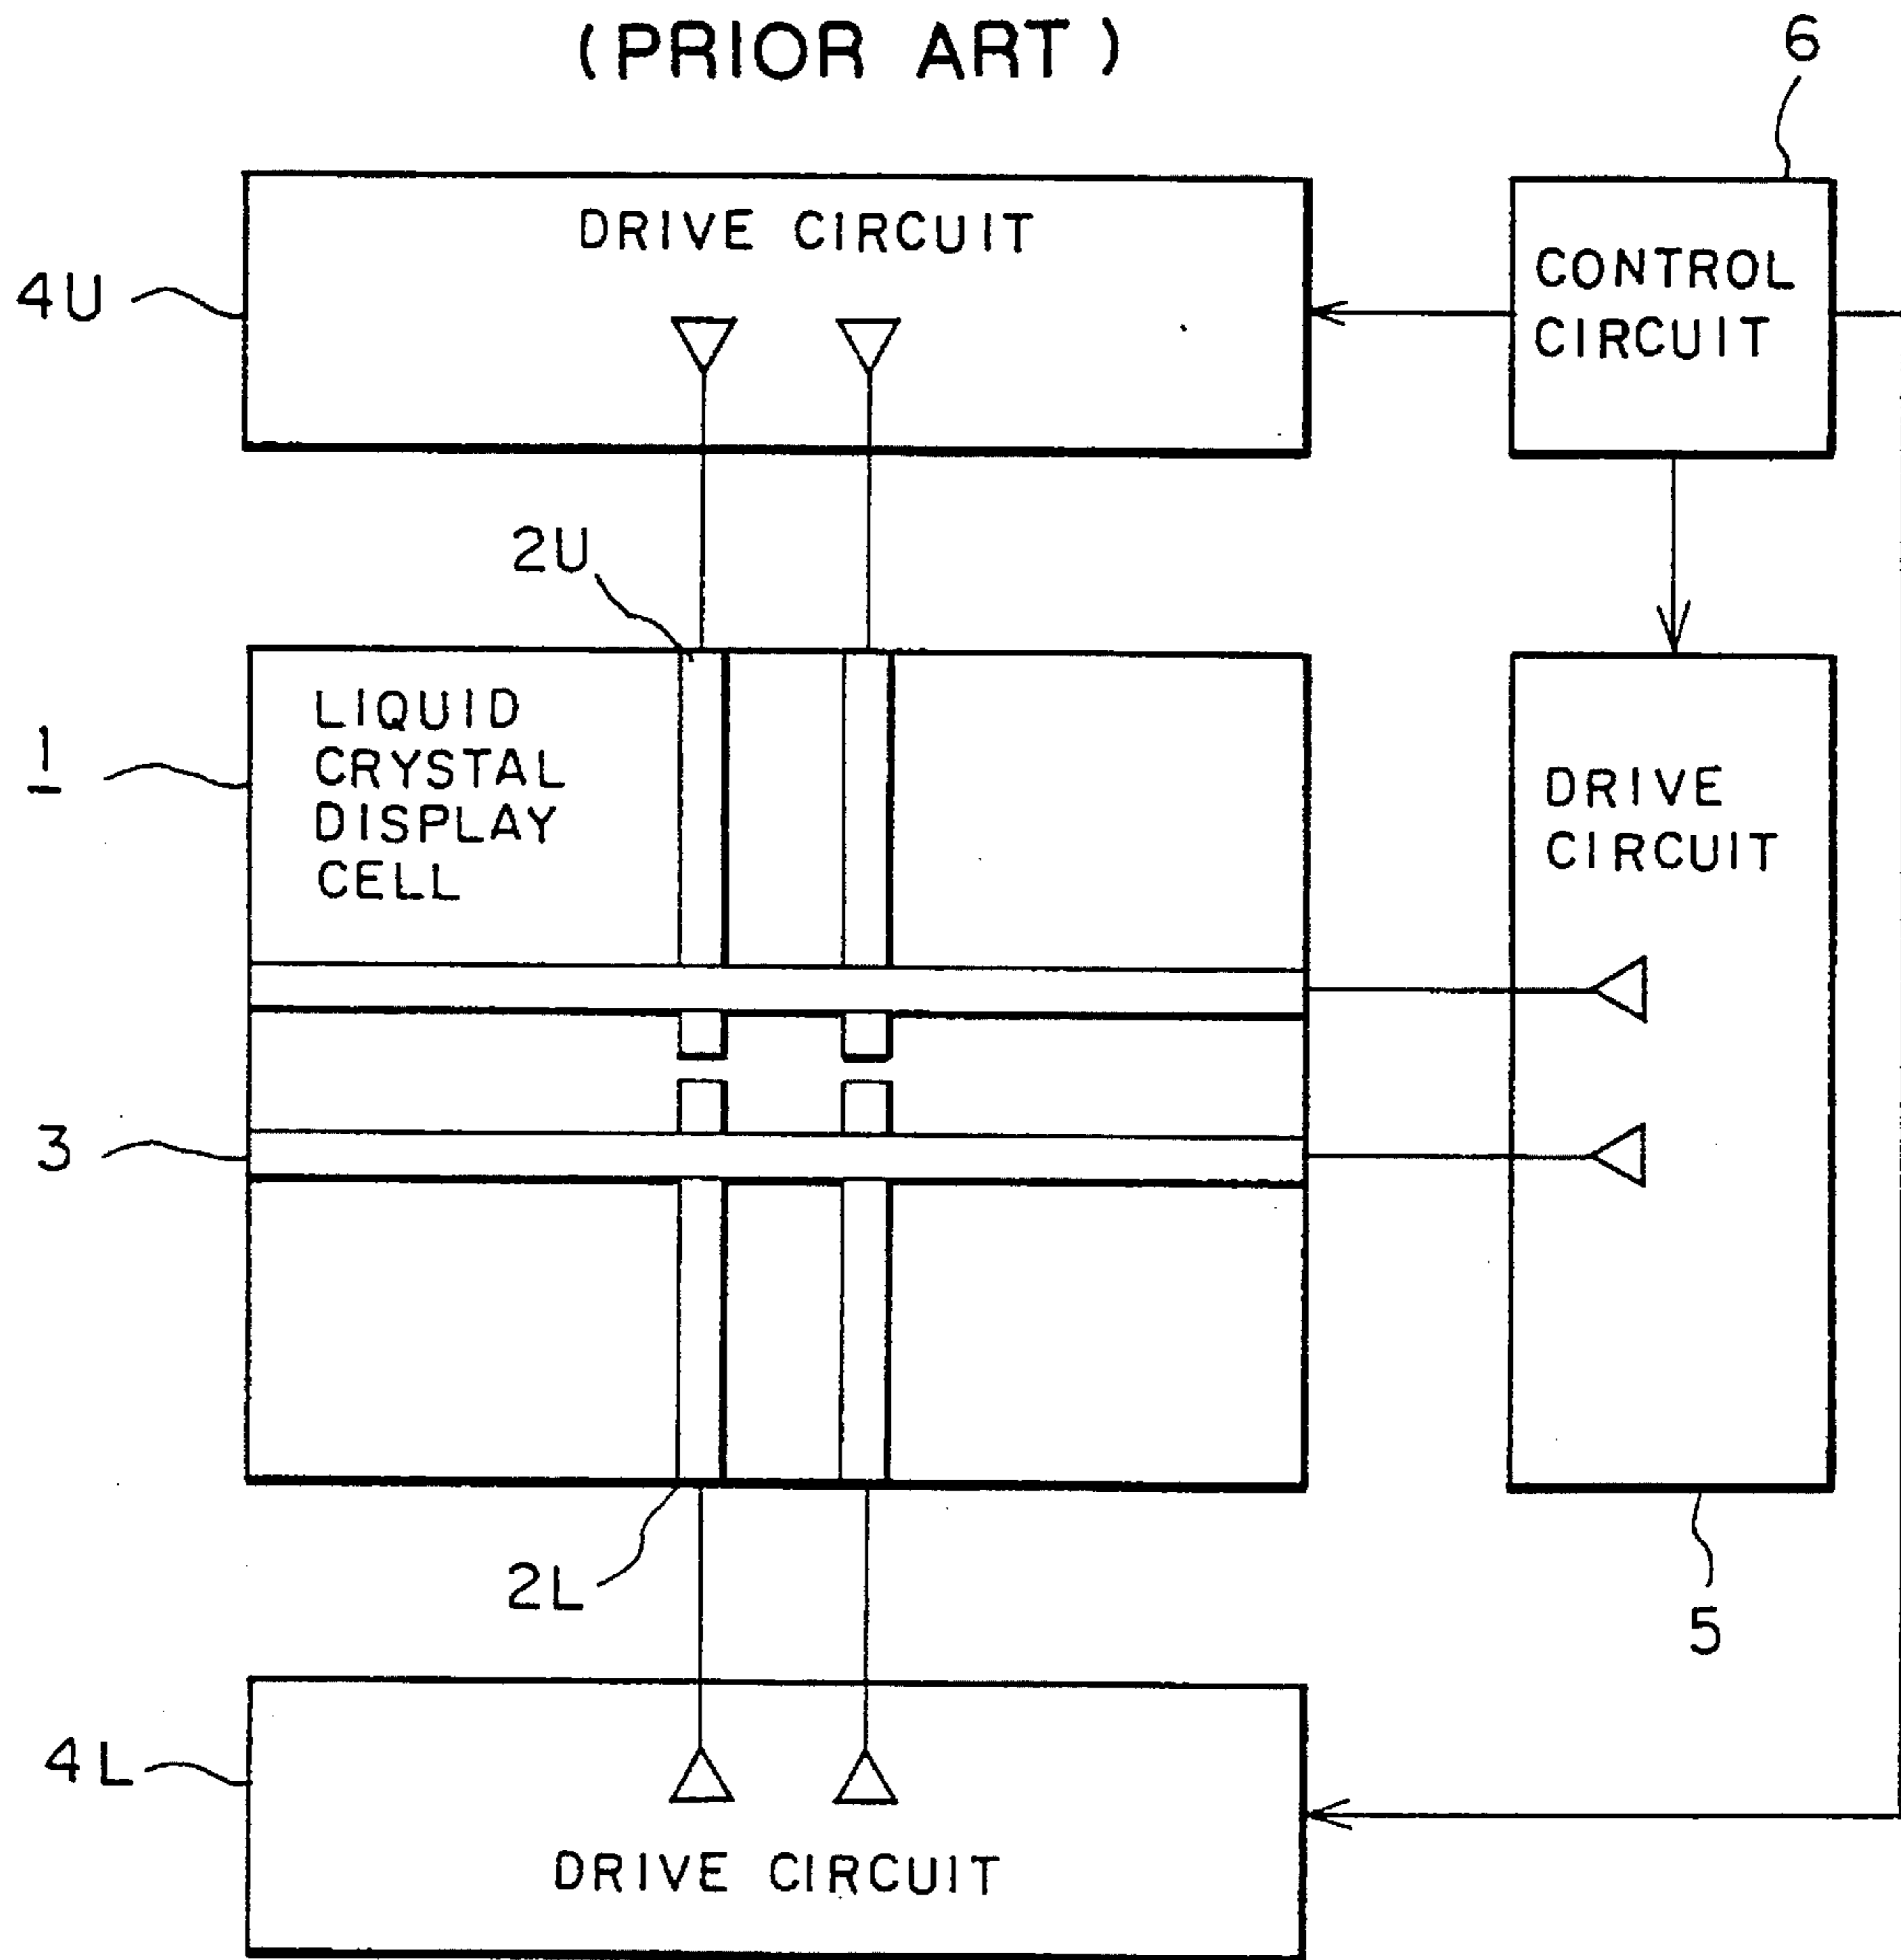 (PRIOR ART)
6
DRIVE CIRCUIT
CONTROL
CIRCUIT
4U
2U
LIQUID
CRYSTAL
DISPLAY
CELL
1
DRIVE
CIRCUIT
3
2L
5
4L
DRIVE CIRCUIT